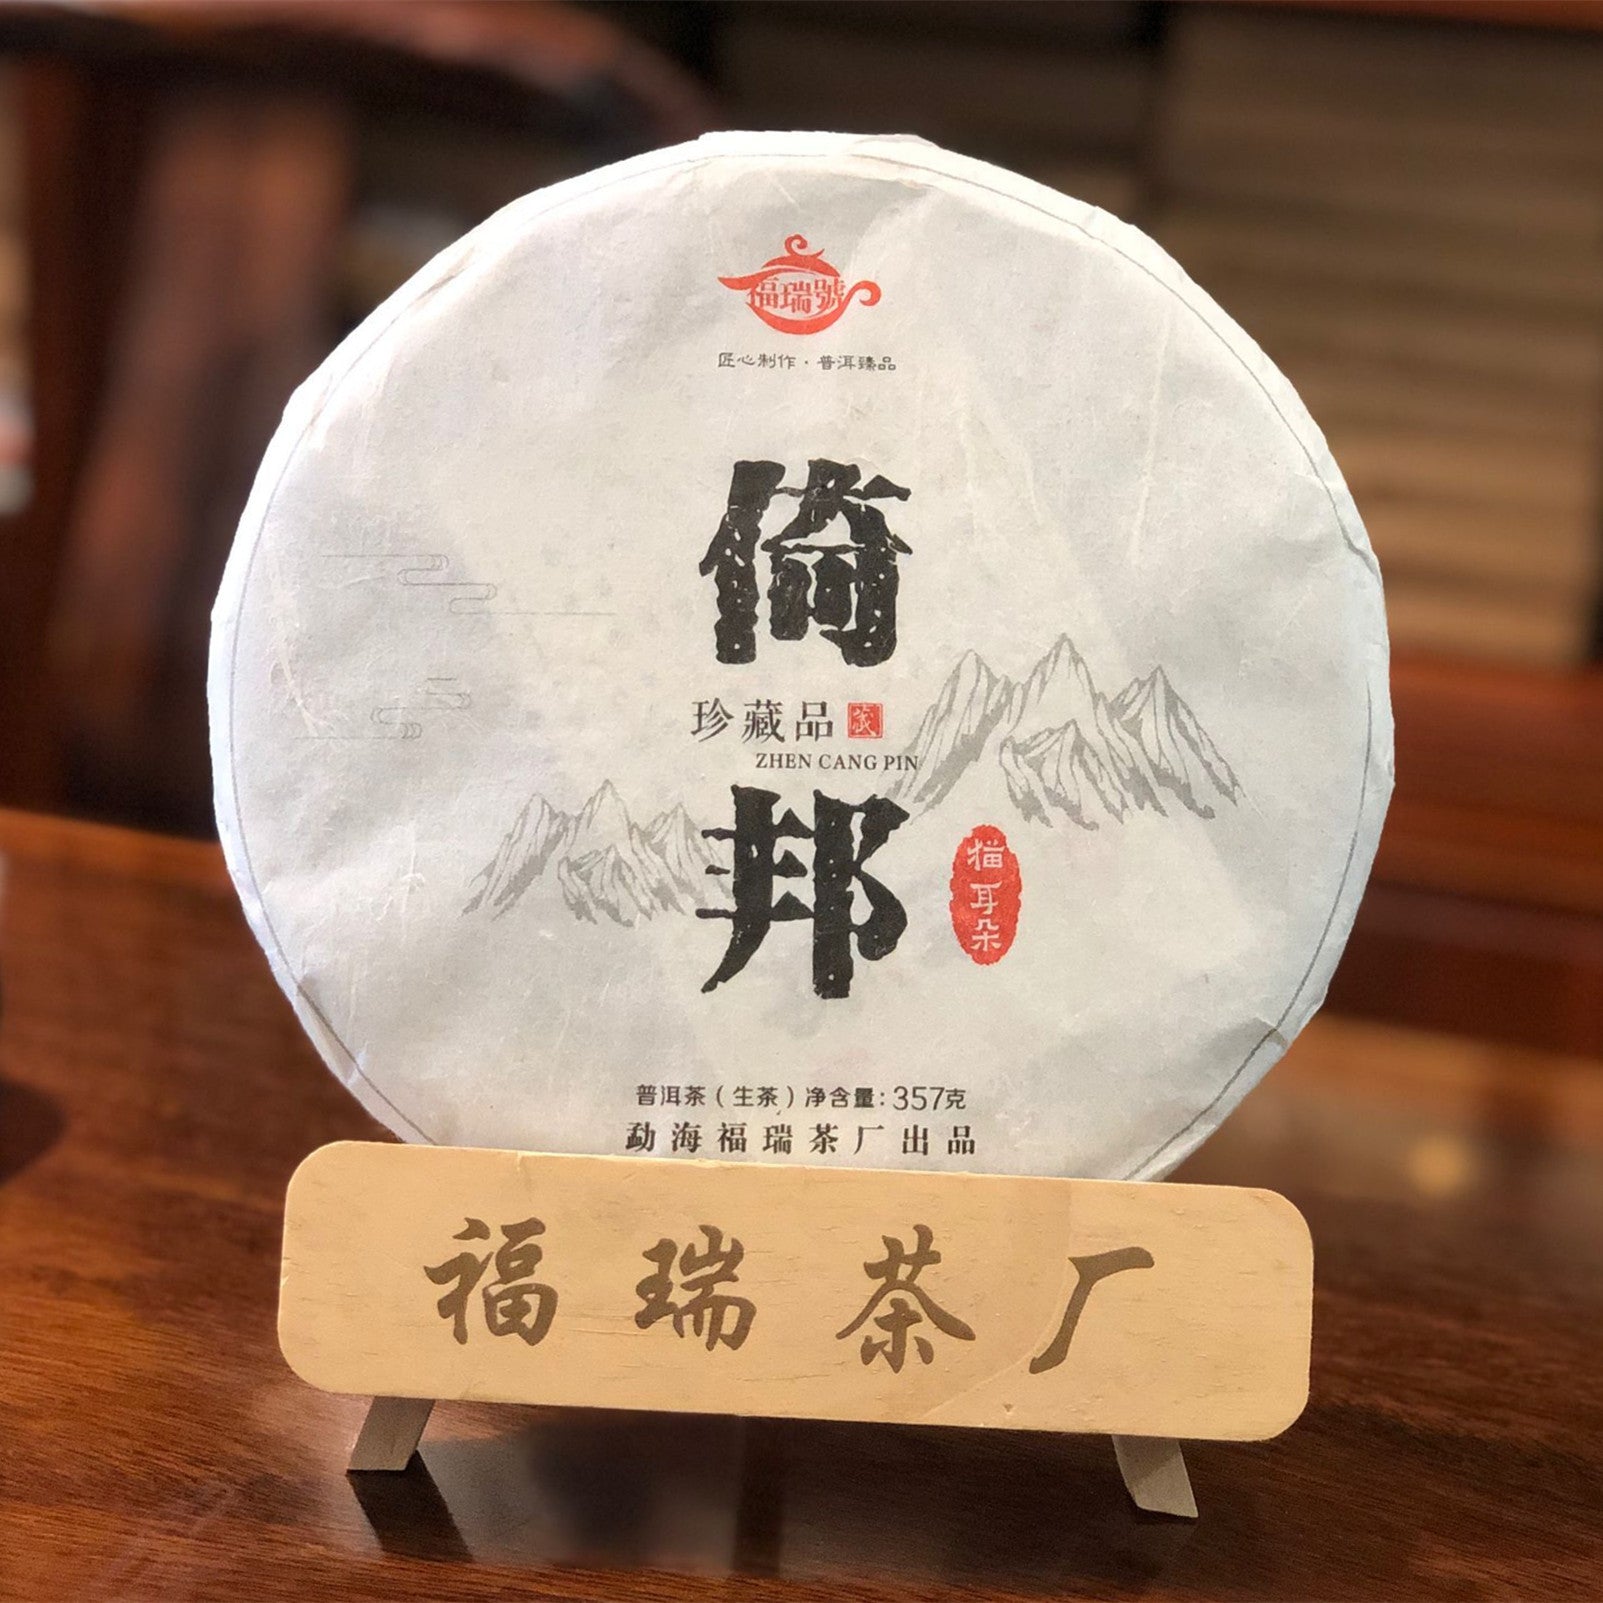 福瑞號
匠心制作·普洱臻品
倚
珍藏品 藏
ZHEN CANG PIN
邦
猫耳朵
普洱茶（生茶）净含量：357克
勐海福瑞茶厂出品
福瑞茶厂